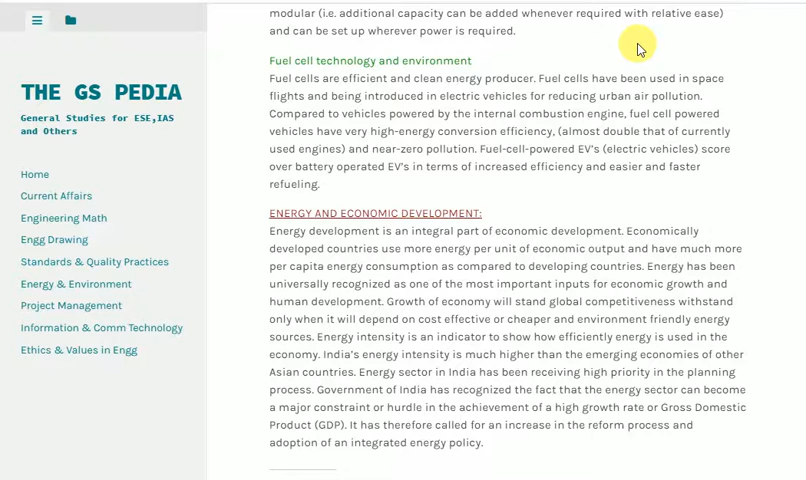 modular (i.e. additional capacity can be added whenever required with relative ease)
and can be set up wherever power is required.
Fuel cell technology and environment
Fuel cells are efficient and clean energy producer. Fuel cells have been used in space
flights and being introduced in electric vehicles for reducing urban air pollution.
Compared to vehicles powered by the internal combustion engine, fuel cell powered
vehicles have very high-energy conversion efficiency, (almost double that of currently
used engines) and near-zero pollution. Fuel-cell-powered EV's (electric vehicles) score
over battery operated EV's in terms of increased efficiency and easier and faster
refueling.
ENERGY AND ECONOMIC DEVELOPMENT:
Energy development is an integral part of economic development. Economically
developed countries use more energy per unit of economic output and have much more
per capita energy consumption as compared to developing countries. Energy has been
universally recognized as one of the most important inputs for economic growth and
human development. Growth of economy will stand global competitiveness withstand
only when it will depend on cost effective or cheaper and environment friendly energy
sources. Energy intensity is an indicator to show how efficiently energy is used in the
economy. India's energy intensity is much higher than the emerging economies of other
Asian countries. Energy sector in India has been receiving high priority in the planning
process. Government of India has recognized the fact that the energy sector can become
a major constraint or hurdle in the achievement of a high growth rate or Gross Domestic
Product (GDP). It has therefore called for an increase in the reform process and
adoption of an integrated energy policy.
THE GS PEDIA
General Studies for ESE,IAS
and Others
Home
Current Affairs
Engineering Math
Engg Drawing
Standards & Quality Practices
Energy & Environment
Project Management
Information & Comm Technology
Ethics & Values in Engg